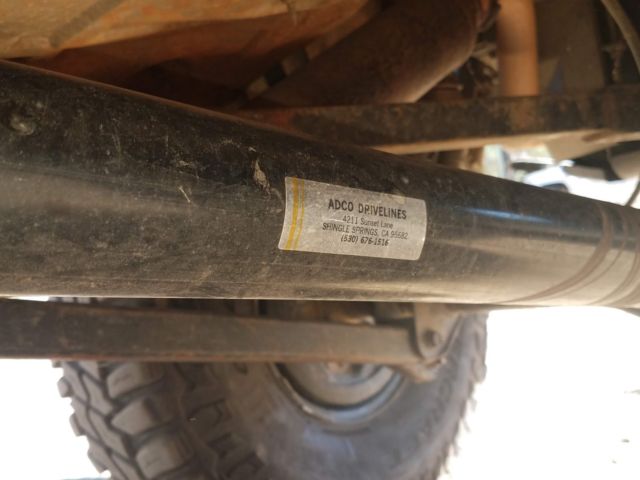 ADCO DRIVELINES
4211 Sunset Lane
SHINGLE SPRINGS, CA 95682
(530) 676-1516